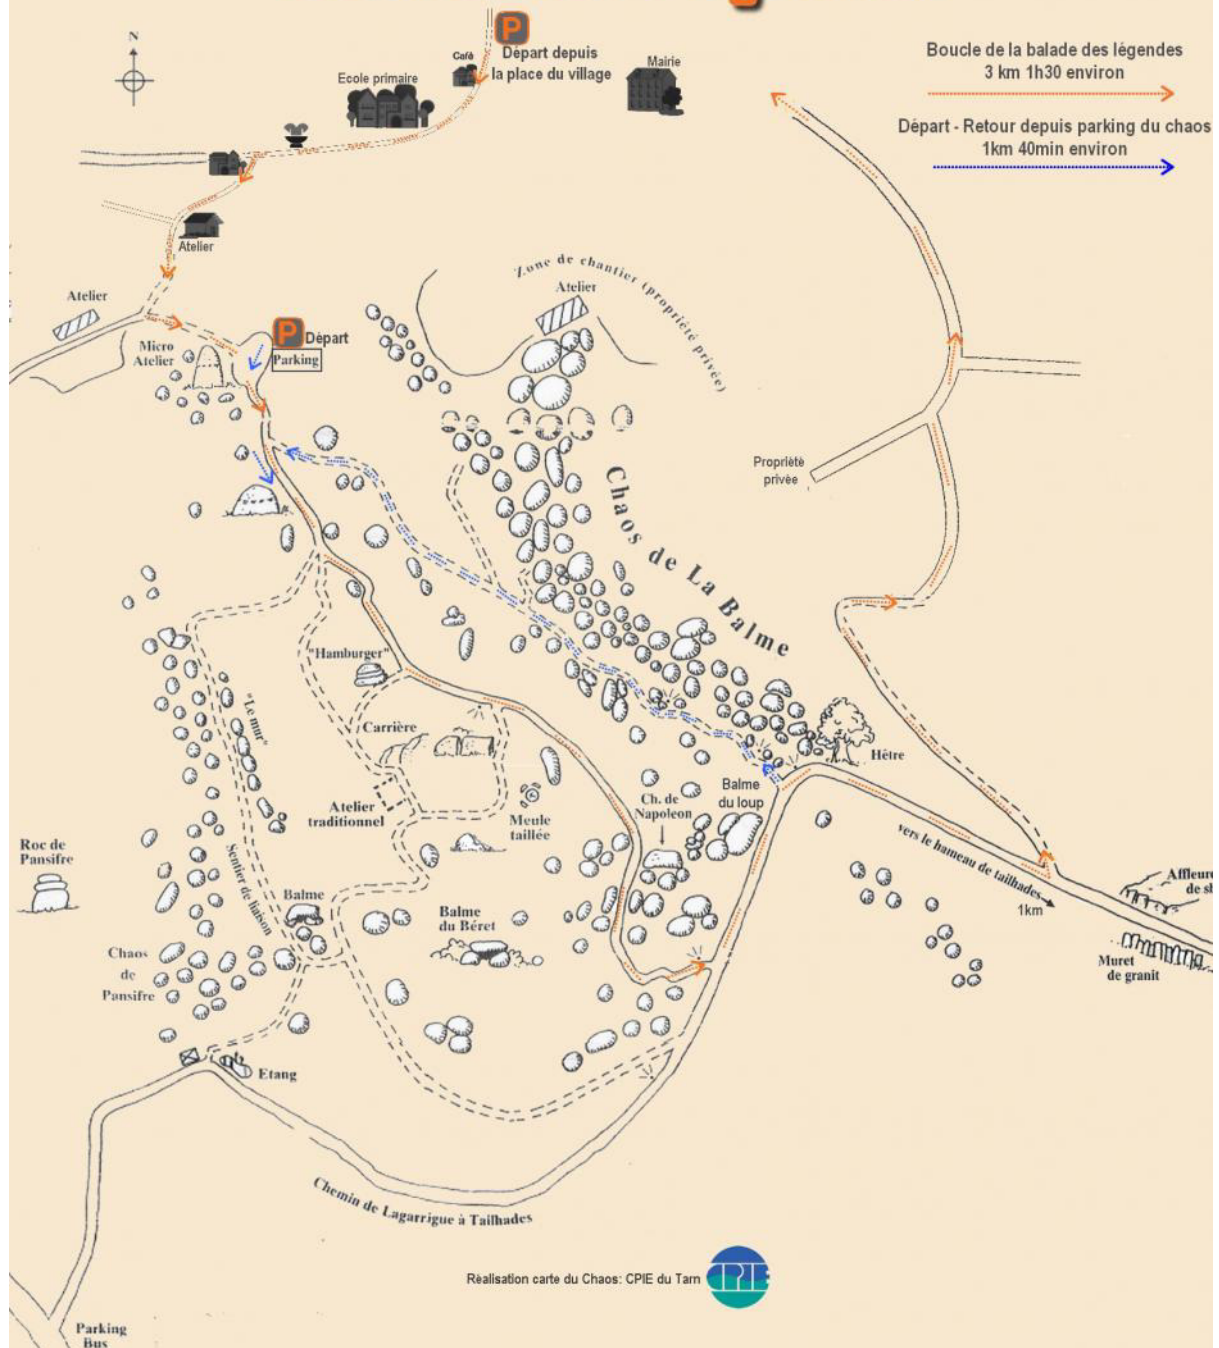 P
Départ depuis
la place du village
Café
Mairie
Ecole primaire
Boucle de la balade des légendes
3 km 1h30 environ
Départ - Retour depuis parking du chaos
1km 40min environ
N
Atelier
Atelier
Zone de chantier (propriété privée)
Atelier
P Départ
Parking
Micro
Atelier
Propriété
privée
Chaos de La Balme
"Hamburger"
"Le mur"
Carrière
Hêtre
Balme
du loup
Ch. de
Napoleon
Atelier
traditionnel
Meule
taillée
vers le hameau de tailhades
1km
Roc de
Pansifre
Sentier de liaison
Balme
Balme
du Béret
Affleure
de
Muret
de granit
Chaos
de
Pansifre
Etang
Chemin de Lagarrigue à Tailhades
Réalisation carte du Chaos: CPIE du Tarn
CPIE
Parking
Bus